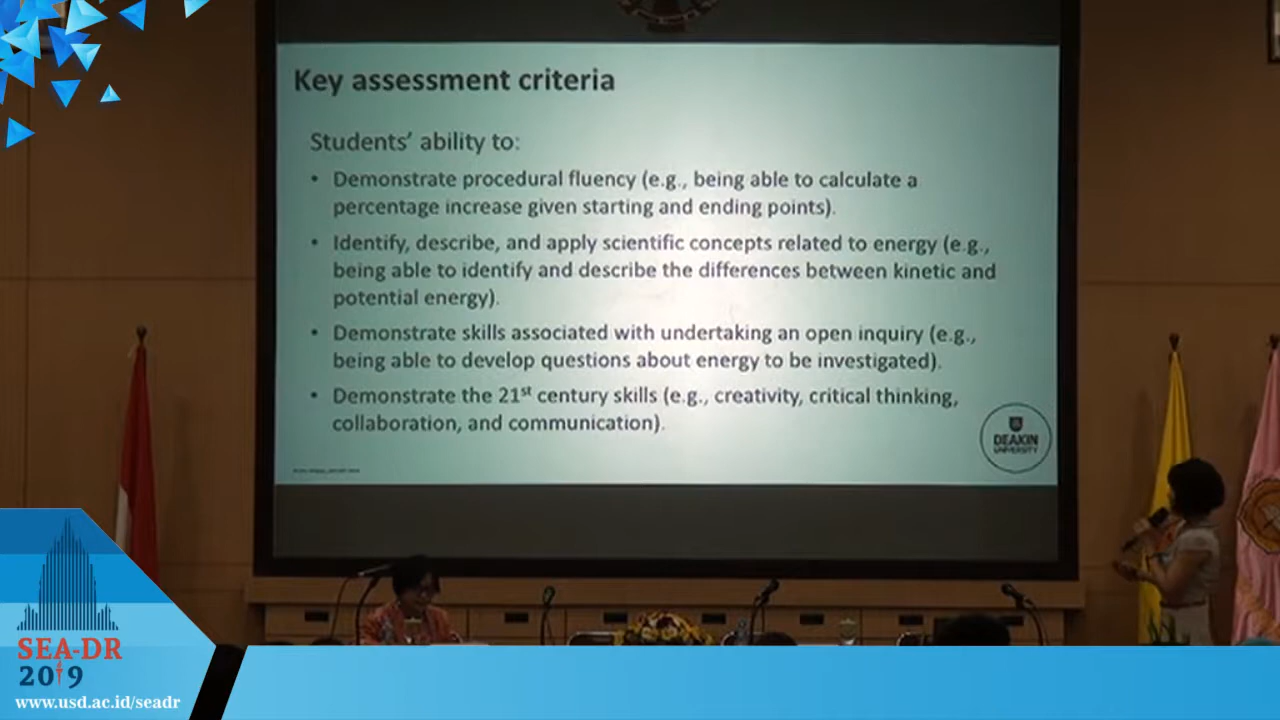 Key assessment criteria
Students' ability to:
• Demonstrate procedural fluency (e.g., being able to calculate a
percentage increase given starting and ending points).
• Identify, describe, and apply scientific concepts related to energy (e.g.,
being able to identify and describe the differences between kinetic and
potential energy).
• Demonstrate skills associated with undertaking an open inquiry (e.g.,
being able to develop questions about energy to be investigated).
• Demonstrate the 21st century skills (e.g., creativity, critical thinking,
collaboration, and communication).
DEAKIN
UNIVERSITY
SEA-DR
2019
www.usd.ac.id/seadr